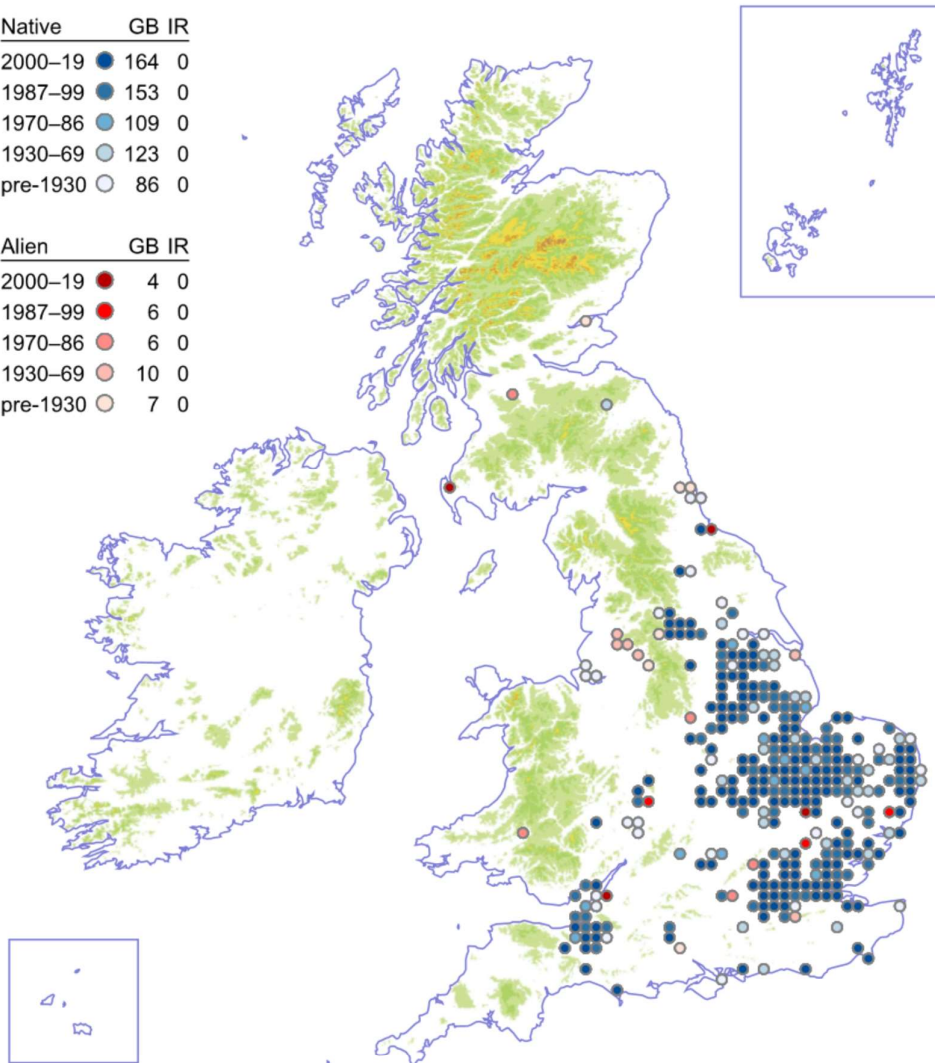 Native GB IR
2000–19 164 0
1987–99 153 0
1970–86 109 0
1930–69 123 0
pre-1930 86 0
Alien GB IR
2000–19 4 0
1987–99 6 0
1970–86 6 0
1930–69 10 0
pre-1930 7 0